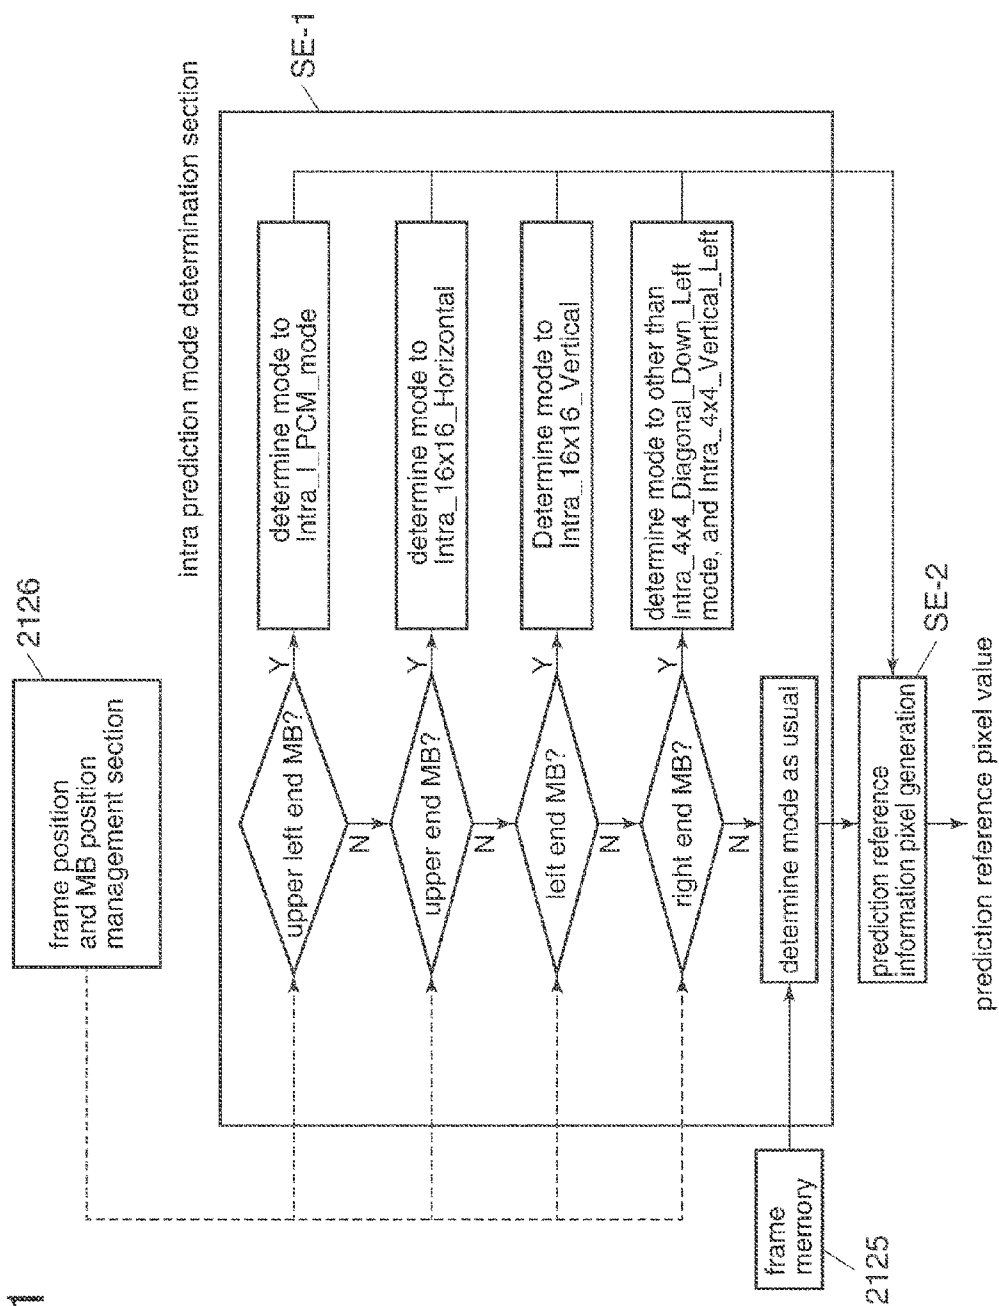 1
frame position
and MB position
management section
2126
intra prediction mode determination section
SE-1
upper left end MB?
Y
N
determine mode to
Intra_I_PCM_mode
upper end MB?
Y
N
determine mode to
Intra_16x16_Horizontal
left end MB?
Y
N
Determine mode to
Intra_16x16_Vertical
right end MB?
Y
N
determine mode to other than
Intra_4x4_Diagonal_Down_Left
mode, and Intra_4x4_Vertical_Left
frame
memory
2125
determine mode as usual
prediction reference
information pixel generation
SE-2
prediction reference pixel value